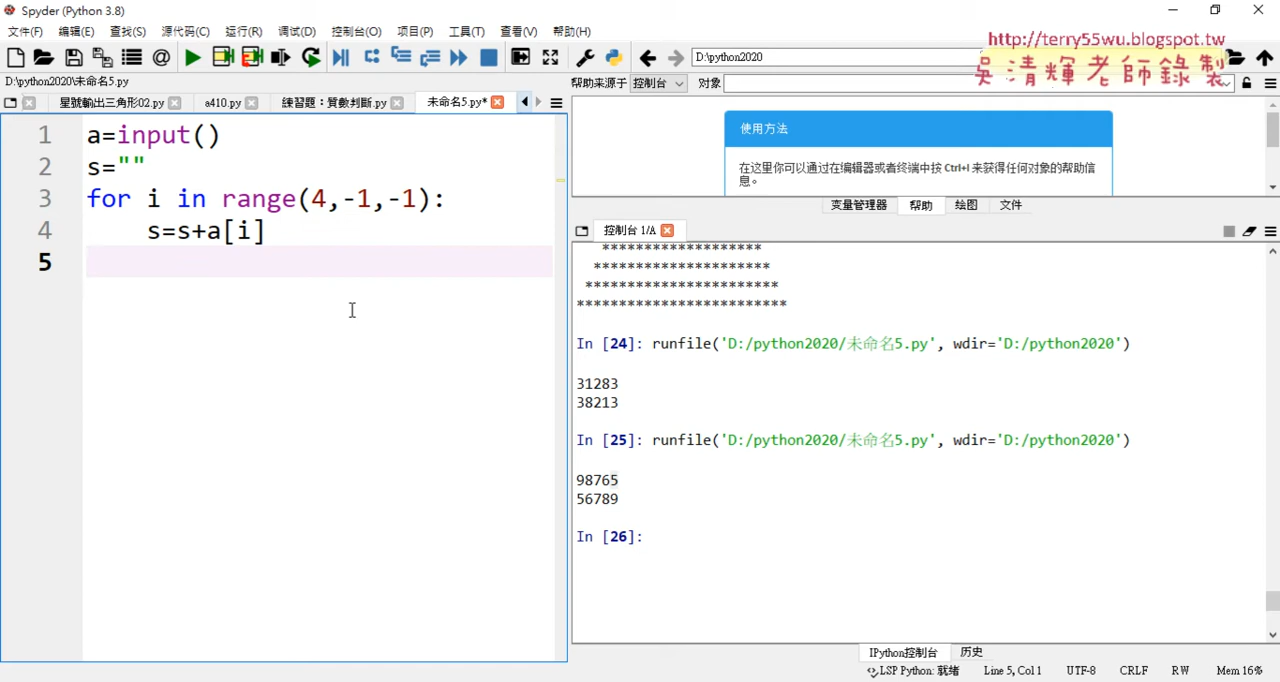 Spyder (Python 3.8)
http://terry55wu.blogspot.tw
吳清輝老師錄製
文件(F) 编辑(E) 查找(S) 源代码(C) 运行(R) 调试(D) 控制台(O) 项目(P) 工具(T) 查看(V) 帮助(H)
D:\python2020
D:\python2020\未命名5.py
帮助来源于 控制台 对象
星號輸出三角形02.py a410.py 練習題：質數判斷.py 未命名5.py*
1 a=input()
2 s=""
3 for i in range(4,-1,-1):
4 s=s+a[i]
5
使用方法
在这里你可以通过在编辑器或者终端中按 Ctrl+I 来获得任何对象的帮助信
息。
变量管理器 帮助 绘图 文件
控制台 1/A
*******************
*********************
***********************
*************************
In [24]: runfile('D:/python2020/未命名5.py', wdir='D:/python2020')
31283
38213
In [25]: runfile('D:/python2020/未命名5.py', wdir='D:/python2020')
98765
56789
In [26]:
IPython控制台 历史
LSP Python: 就绪 Line 5, Col 1 UTF-8 CRLF RW Mem 16%